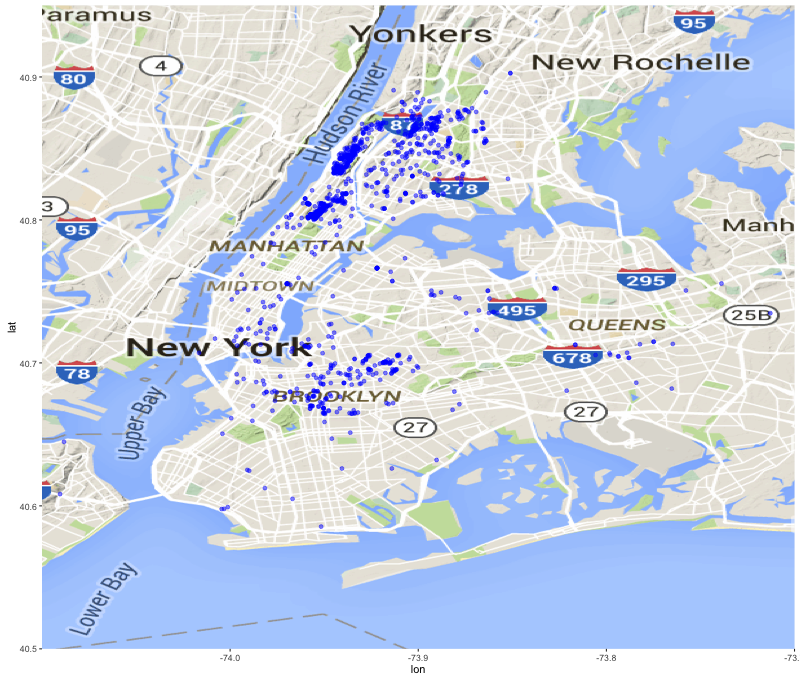 Paramus
Yonkers
95
4
80
New Rochelle
40.9
Hudson River
87
278
3
40.8
95
MANHATTAN
Manh
MIDTOWN
295
495
25B
QUEENS
New York
678
lat
40.7
78
BROOKLYN
27
27
Upper Bay
40.6
Lower Bay
40.5
-74.0
-73.9
-73.8
-73.
lon